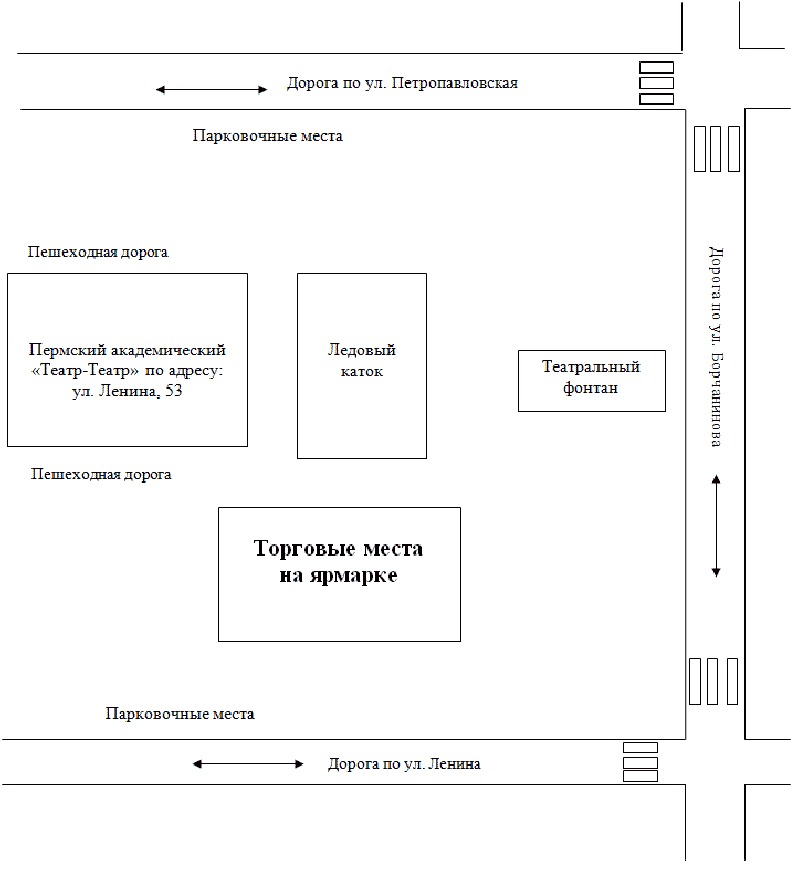 Дорога по ул. Петропавловская
Парковочные места
Пешеходная дорога
Пермский академический
«Театр-Театр» по адресу:
ул. Ленина, 53
Ледовый
каток
Театральный
фонтан
Дорога по ул. Борчанинова
Пешеходная дорога
Торговые места
на ярмарке
Парковочные места
Дорога по ул. Ленина